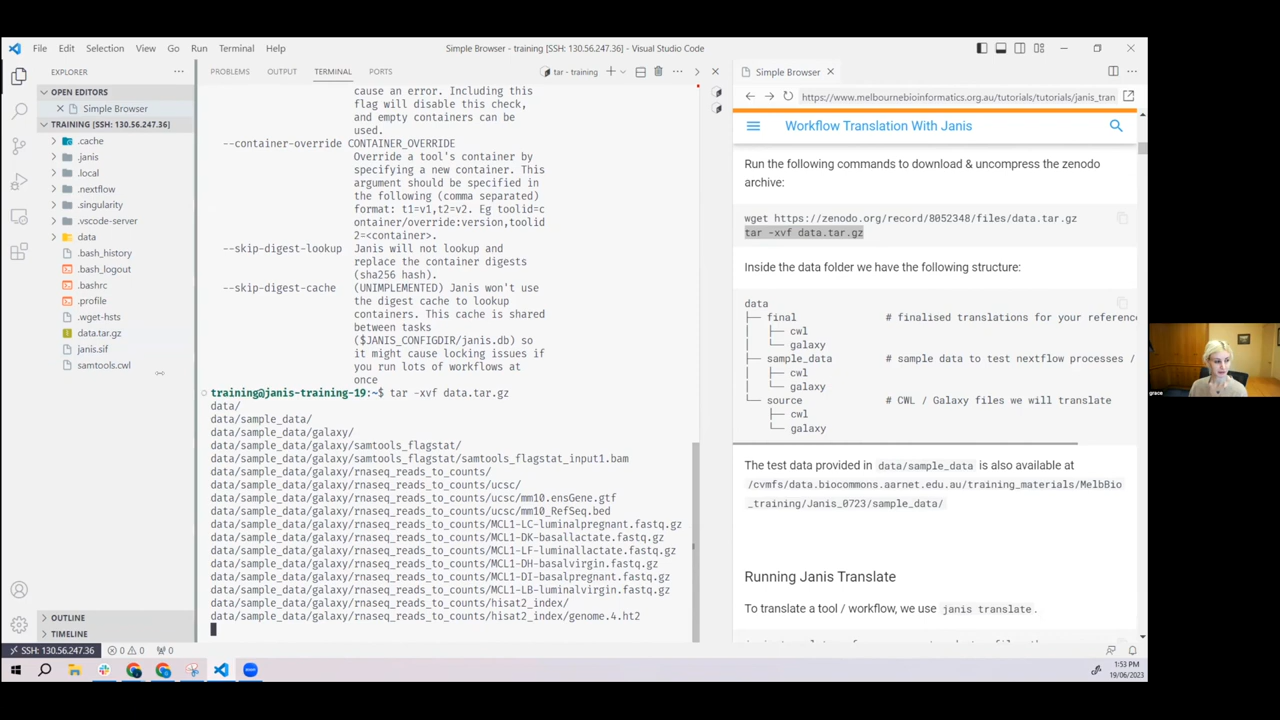 File Edit Selection View Go Run Terminal Help
Simple Browser - training [SSH: 130.56.247.36] - Visual Studio Code
EXPLORER
OPEN EDITORS
Simple Browser
TRAINING [SSH: 130.56.247.36]
.cache
.janis
.local
.nextflow
.singularity
.vscode-server
data
.bash_history
.bash_logout
.bashrc
.profile
.wget-hsts
data.tar.gz
janis.sif
samtools.cwl
OUTLINE
TIMELINE
PROBLEMS OUTPUT TERMINAL PORTS
tar - training
cause an error. Including this
flag will disable this check,
and empty containers can be
used.
--container-override CONTAINER_OVERRIDE
Override a tool's container by
specifying a new container. This
argument should be specified in
the following (comma separated)
format: t1=v1,t2=v2. Eg toolid=c
ontainer/override:version,toolid
2=<container>.
--skip-digest-lookup Janis will not lookup and
replace the container digests
(sha256 hash).
--skip-digest-cache (UNIMPLEMENTED) Janis won't use
the digest cache to lookup
containers. This cache is shared
between tasks
($JANIS_CONFIGDIR/janis.db) so
it might cause locking issues if
you run lots of workflows at
once
training@janis-training-19:~$ tar -xvf data.tar.gz
data/
data/sample_data/
data/sample_data/galaxy/
data/sample_data/galaxy/samtools_flagstat/
data/sample_data/galaxy/samtools_flagstat/samtools_flagstat_input1.bam
data/sample_data/galaxy/rnaseq_reads_to_counts/
data/sample_data/galaxy/rnaseq_reads_to_counts/ucsc/
data/sample_data/galaxy/rnaseq_reads_to_counts/ucsc/mm10.ensGene.gtf
data/sample_data/galaxy/rnaseq_reads_to_counts/ucsc/mm10_RefSeq.bed
data/sample_data/galaxy/rnaseq_reads_to_counts/MCL1-LC-luminalpregnant.fastq.gz
data/sample_data/galaxy/rnaseq_reads_to_counts/MCL1-DK-basallactate.fastq.gz
data/sample_data/galaxy/rnaseq_reads_to_counts/MCL1-LF-luminallactate.fastq.gz
data/sample_data/galaxy/rnaseq_reads_to_counts/MCL1-DH-basalvirgin.fastq.gz
data/sample_data/galaxy/rnaseq_reads_to_counts/MCL1-DI-basalpregnant.fastq.gz
data/sample_data/galaxy/rnaseq_reads_to_counts/MCL1-LB-luminalvirgin.fastq.gz
data/sample_data/galaxy/rnaseq_reads_to_counts/hisat2_index/
data/sample_data/galaxy/rnaseq_reads_to_counts/hisat2_index/genome.4.ht2
Simple Browser
https://www.melbournebioinformatics.org.au/tutorials/tutorials/janis_tran
Workflow Translation With Janis
Run the following commands to download & uncompress the zenodo
archive:
wget https://zenodo.org/record/8052348/files/data.tar.gz
tar -xvf data.tar.gz
Inside the data folder we have the following structure:
data
├── final # finalised translations for your reference
│ ├── cwl
│ └── galaxy
├── sample_data # sample data to test nextflow processes /
│ ├── cwl
│ └── galaxy
└── source # CWL / Galaxy files we will translate
├── cwl
└── galaxy
The test data provided in data/sample_data is also available at
/cvmfs/data.biocommons.aarnet.edu.au/training_materials/MelbBio
_training/Janis_0723/sample_data/
Running Janis Translate
To translate a tool / workflow, we use janis translate.
SSH: 130.56.247.36 0 0 0
1:53 PM
19/06/2023
grace